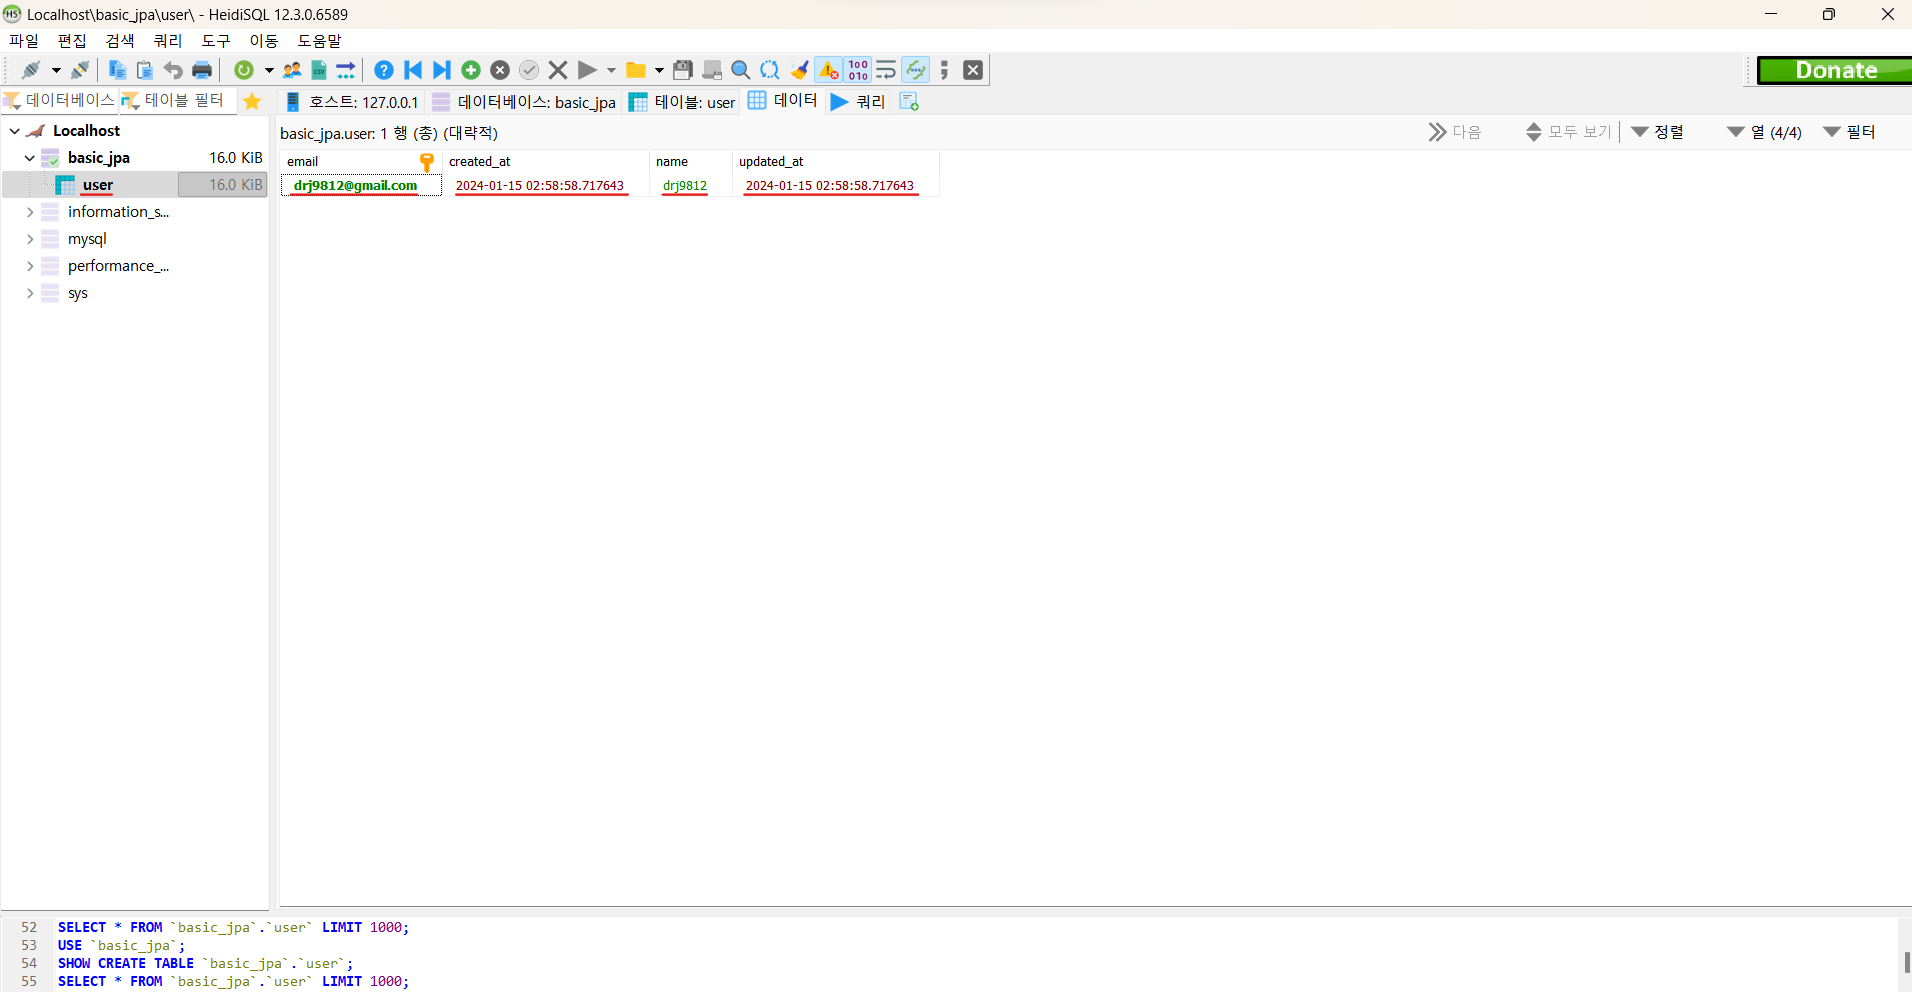 Localhost\basic_jpa\user\ - HeidiSQL 12.3.0.6589
파일 편집 검색 쿼리 도구 이동 도움말
Donate
데이터베이스 테이블 필터
호스트: 127.0.0.1 데이터베이스: basic_jpa 테이블: user 데이터 쿼리
Localhost
basic_jpa 16.0 KiB
user 16.0 KiB
information_s...
mysql
performance_...
sys
basic_jpa.user: 1 행 (총) (대략적)
다음 모두 보기 정렬 열 (4/4) 필터
email created_at name updated_at
drj9812@gmail.com 2024-01-15 02:58:58.717643 drj9812 2024-01-15 02:58:58.717643
52 SELECT * FROM `basic_jpa`.`user` LIMIT 1000;
53 USE `basic_jpa`;
54 SHOW CREATE TABLE `basic_jpa`.`user`;
55 SELECT * FROM `basic_jpa`.`user` LIMIT 1000;